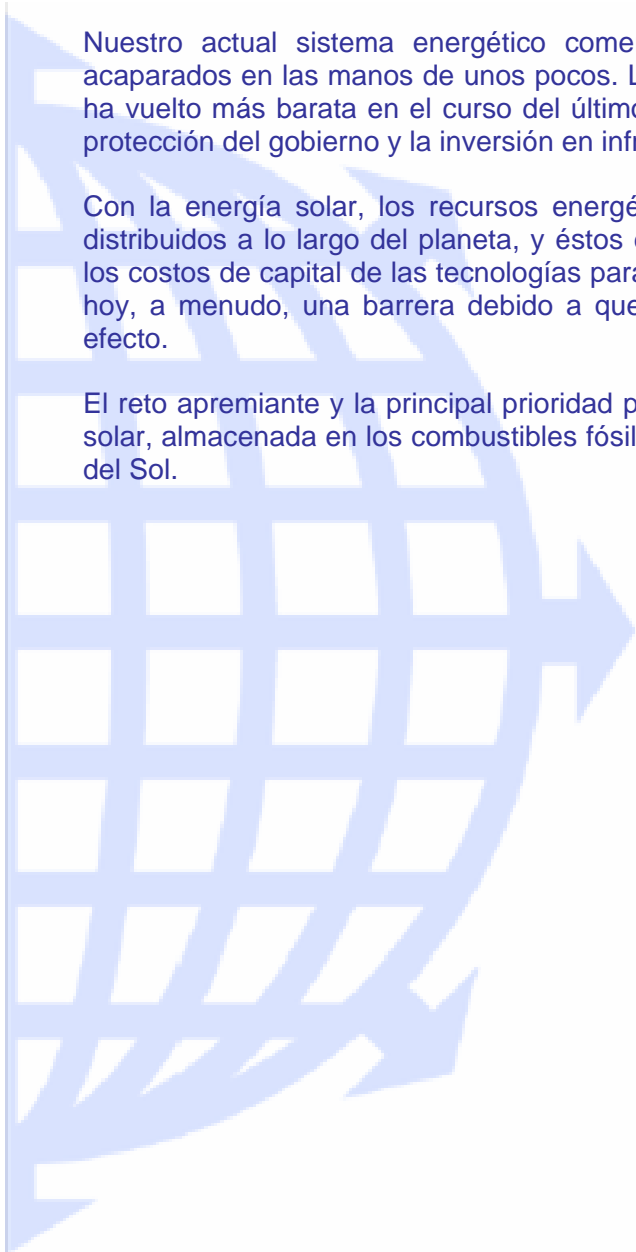 Nuestro actual sistema energético come
acaparados en las manos de unos pocos.
ha vuelto más barata en el curso del último
protección del gobierno y la inversión en infr
Con la energía solar, los recursos energé
distribuidos a lo largo del planeta, y éstos
los costos de capital de las tecnologías para
hoy, a menudo, una barrera debido a que
efecto.
El reto apremiante y la principal prioridad p
solar, almacenada en los combustibles fósil
del Sol.